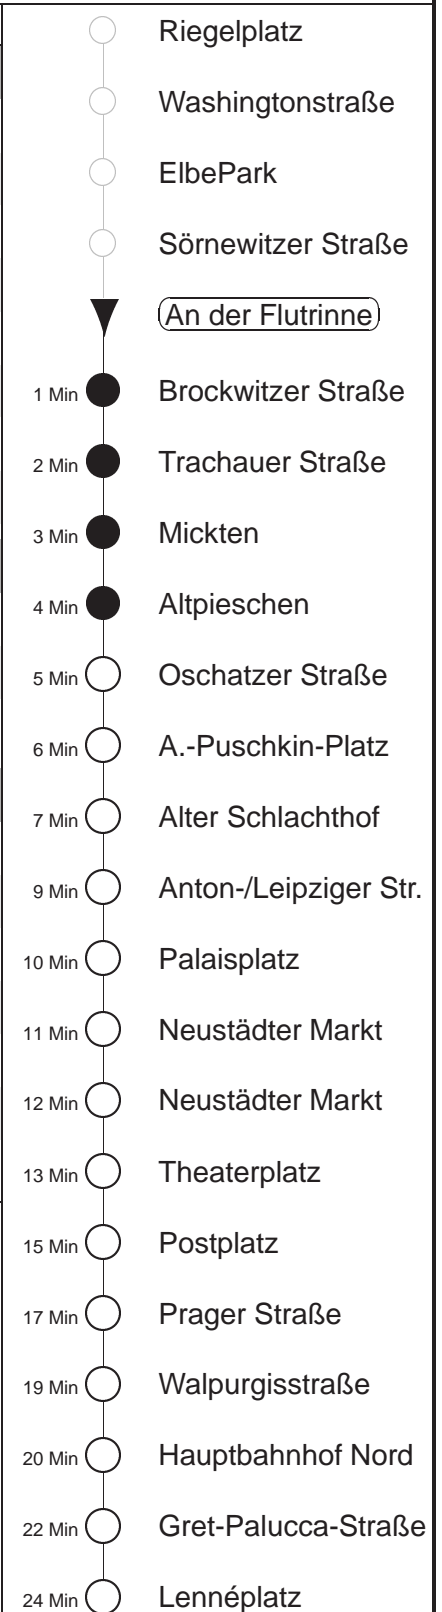 Riegelplatz
Washingtonstraße
ElbePark
Sörnewitzer Straße
An der Flutrinne
1 Min Brockwitzer Straße
2 Min Trachauer Straße
3 Min Mickten
4 Min Altpieschen
5 Min Oschatzer Straße
6 Min A.-Puschkin-Platz
7 Min Alter Schlachthof
9 Min Anton-/Leipziger Str.
10 Min Palaisplatz
11 Min Neustädter Markt
12 Min Neustädter Markt
13 Min Theaterplatz
15 Min Postplatz
17 Min Prager Straße
19 Min Walpurgisstraße
20 Min Hauptbahnhof Nord
22 Min Gret-Palucca-Straße
24 Min Lennéplatz